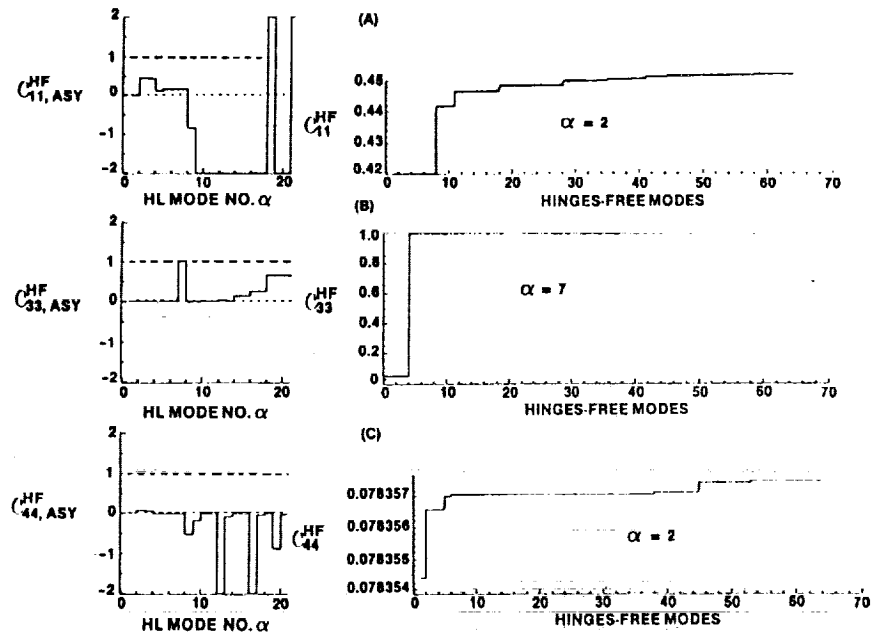 (A)
2
1
0
-1
-2
C^HF_11, ASY
0 10 20
HL MODE NO. α
0.45
0.44
0.43
0.42
C^HF_11
α = 2
0 10 20 30 40 50 60 70
HINGES-FREE MODES
(B)
2
1
0
-1
-2
C^HF_33, ASY
0 10 20
HL MODE NO. α
1.0
0.8
0.6
0.4
0.2
0
C^HF_33
α = 7
0 10 20 30 40 50 60 70
HINGES-FREE MODES
(C)
2
1
0
-1
-2
C^HF_44, ASY
0 10 20
HL MODE NO. α
0.078357
0.078356
0.078355
0.078354
C^HF_44
α = 2
0 10 20 30 40 50 60 70
HINGES-FREE MODES